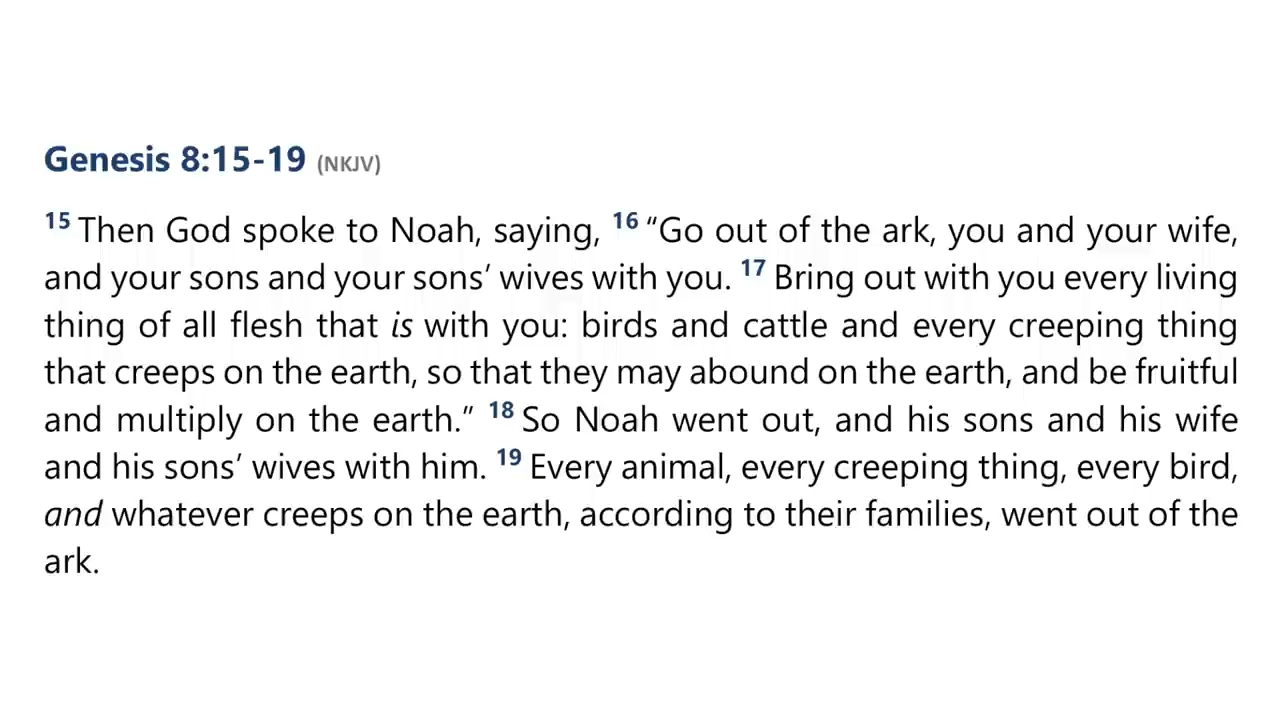 Genesis 8:15-19 (NKJV)
15 Then God spoke to Noah, saying, 16 “Go out of the ark, you and your wife,
and your sons and your sons’ wives with you. 17 Bring out with you every living
thing of all flesh that is with you: birds and cattle and every creeping thing
that creeps on the earth, so that they may abound on the earth, and be fruitful
and multiply on the earth.” 18 So Noah went out, and his sons and his wife
and his sons’ wives with him. 19 Every animal, every creeping thing, every bird,
and whatever creeps on the earth, according to their families, went out of the
ark.